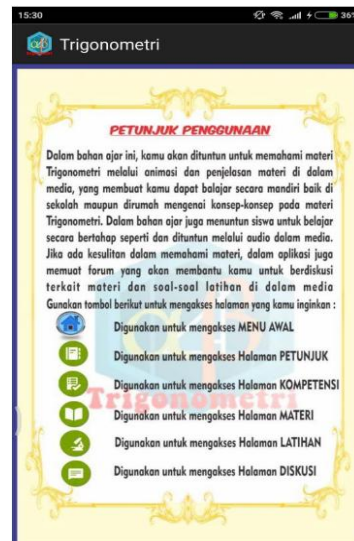 15:30
36%
Trigonometri
PETUNJUK PENGGUNAAN
Dalam bahan ajar ini, kamu akan dituntun untuk memahami materi
Trigonometri melalui animasi dan penjelasan materi di dalam
media, yang membuat kamu dapat balajar secara mandiri baik di
sekolah maupun dirumah mengenai konsep-konsep pada materi
Trigonometri. Dalam bahan ajar juga menuntun siswa untuk belajar
secara bertahap seperti dan dituntun melalui audio dalam media.
Jika ada kesulitan dalam memahami materi, dalam aplikasi juga
memuat forum yang akan membantu kamu untuk berdiskusi
terkait materi dan soal-soal latihan di dalam media
Gunakan tombol berikut untuk mengakses halaman yang kamu inginkan :
Digunakan untuk mengakses MENU AWAL
Digunakan untuk mengakses Halaman PETUNJUK
Digunakan untuk mengakses Halaman KOMPETENSI
Trigonometri
Digunakan untuk mengakses Halaman MATERI
Digunakan untuk mengakses Halaman LATIHAN
Digunakan untuk mengakses Halaman DISKUSI